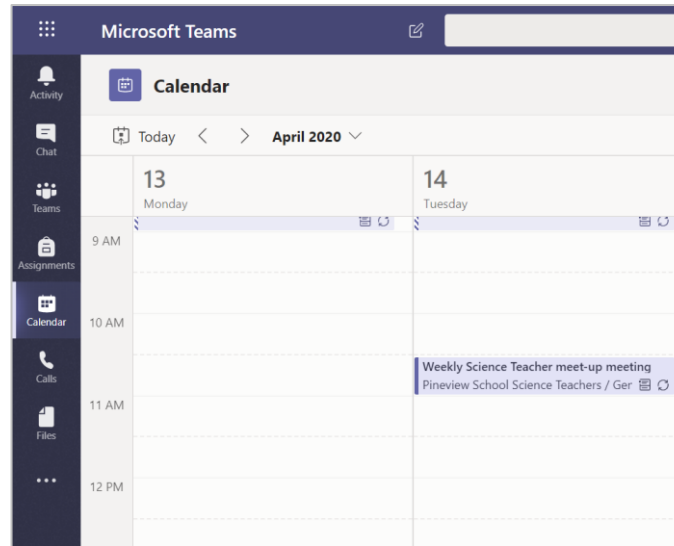 Microsoft Teams
Activity
Chat
Teams
Assignments
Calendar
Calls
Files
Calendar
Today
April 2020
13
Monday
14
Tuesday
9 AM
10 AM
11 AM
12 PM
Weekly Science Teacher meet-up meeting
Pineview School Science Teachers / Ger